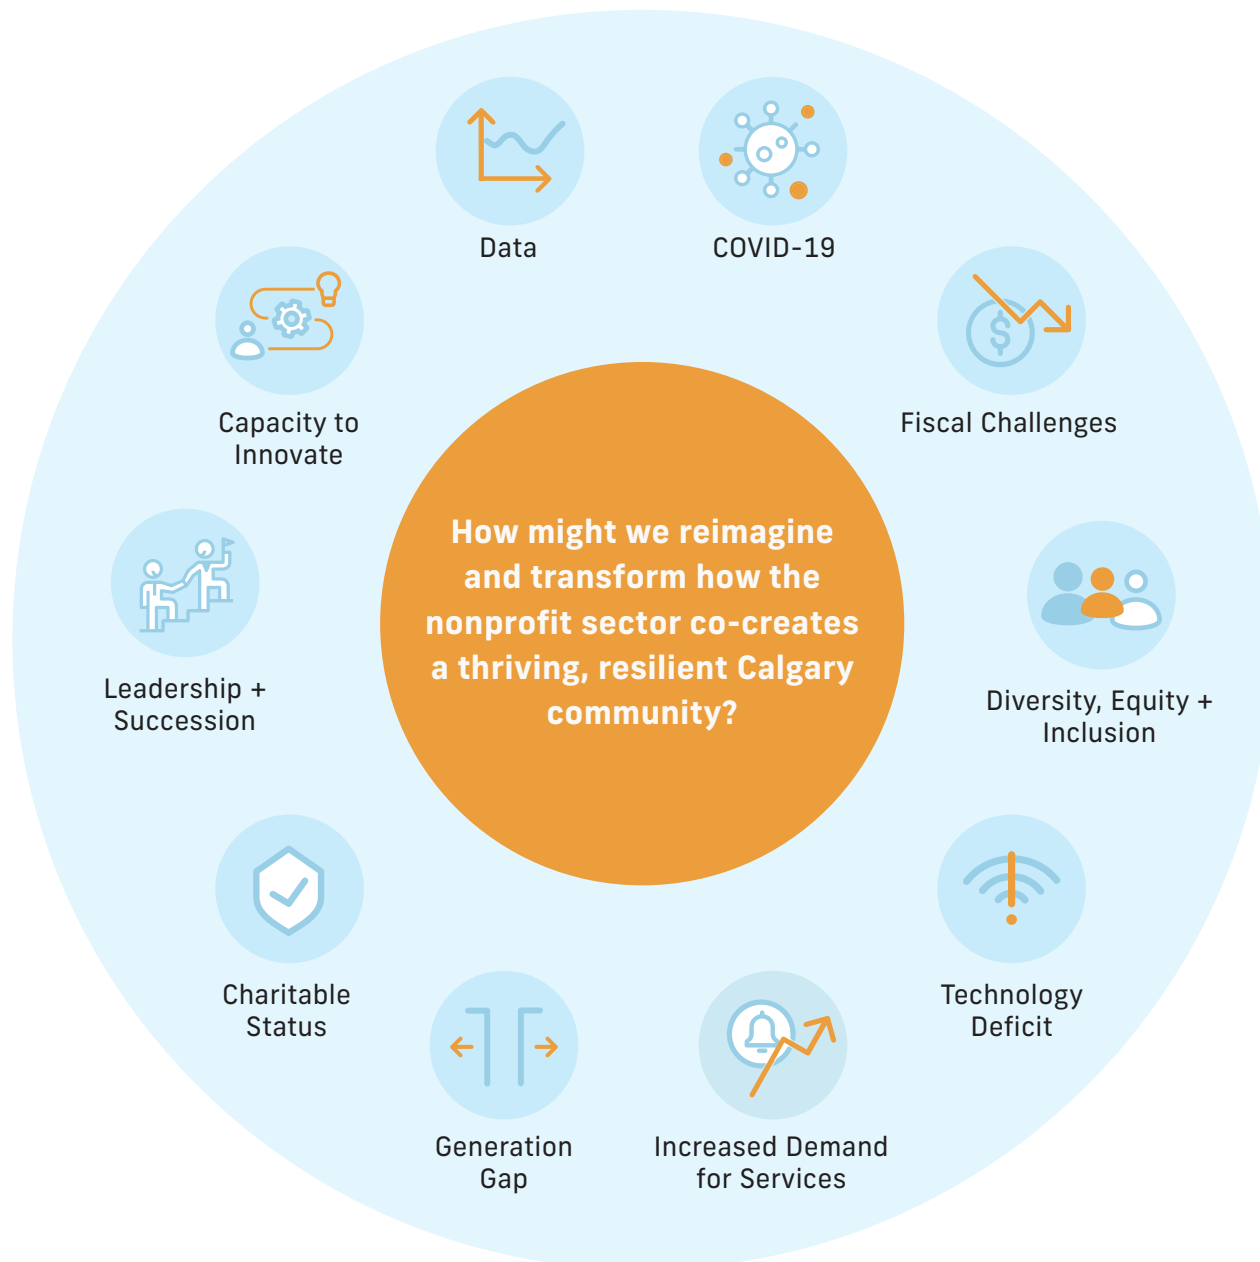 Data
COVID-19
Capacity to
Innovate
Fiscal Challenges
How might we reimagine
and transform how the
nonprofit sector co-creates
a thriving, resilient Calgary
community?
Leadership +
Succession
Diversity, Equity +
Inclusion
Charitable
Status
Technology
Deficit
Generation
Gap
Increased Demand
for Services
$